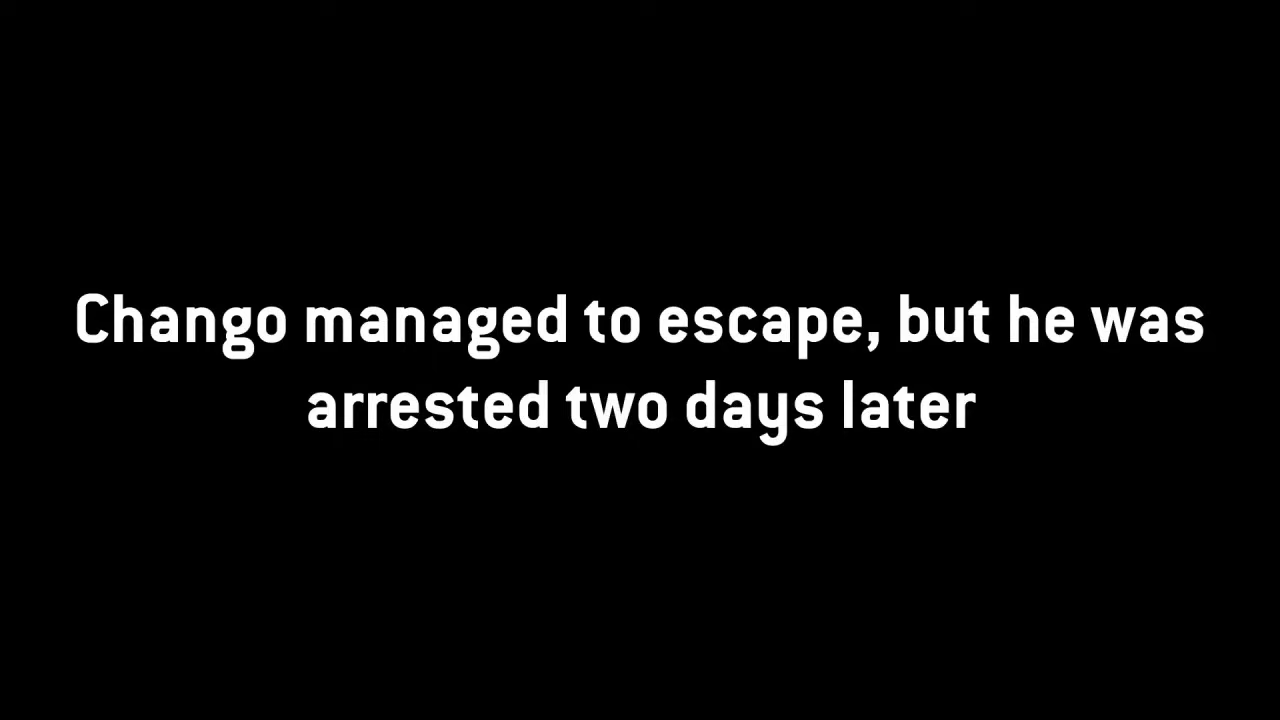 Chango managed to escape, but he was
arrested two days later